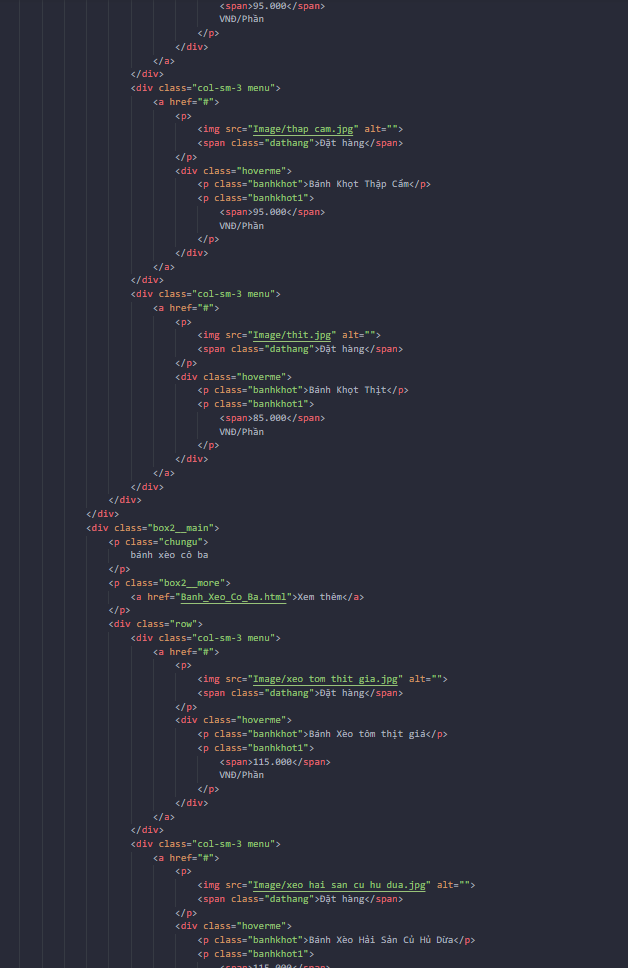 <span>95.000</span>
VNĐ/Phần
</p>
</div>
</a>
</div>
<div class="col-sm-3 menu">
<a href="#">
<p>
<img src="Image/thap cam.jpg" alt="">
<span class="dathang">Đặt hàng</span>
</p>
<div class="hoverme">
<p class="banhkhot">Bánh Khọt Thập Cẩm</p>
<p class="banhkhot1">
<span>95.000</span>
VNĐ/Phần
</p>
</div>
</a>
</div>
<div class="col-sm-3 menu">
<a href="#">
<p>
<img src="Image/thit.jpg" alt="">
<span class="dathang">Đặt hàng</span>
</p>
<div class="hoverme">
<p class="banhkhot">Bánh Khọt Thịt</p>
<p class="banhkhot1">
<span>85.000</span>
VNĐ/Phần
</p>
</div>
</a>
</div>
</div>
</div>
<div class="box2__main">
<p class="chungu">
bánh xèo cô ba
</p>
<p class="box2__more">
<a href="Banh_Xeo_Co_Ba.html">Xem thêm</a>
</p>
<div class="row">
<div class="col-sm-3 menu">
<a href="#">
<p>
<img src="Image/xeo tom thit gia.jpg" alt="">
<span class="dathang">Đặt hàng</span>
</p>
<div class="hoverme">
<p class="banhkhot">Bánh Xèo tôm thịt giá</p>
<p class="banhkhot1">
<span>115.000</span>
VNĐ/Phần
</p>
</div>
</a>
</div>
<div class="col-sm-3 menu">
<a href="#">
<p>
<img src="Image/xeo hai san cu hu dua.jpg" alt="">
<span class="dathang">Đặt hàng</span>
</p>
<div class="hoverme">
<p class="banhkhot">Bánh Xèo Hải Sản Củ Hủ Dừa</p>
<p class="banhkhot1">
<span>115.000</span>